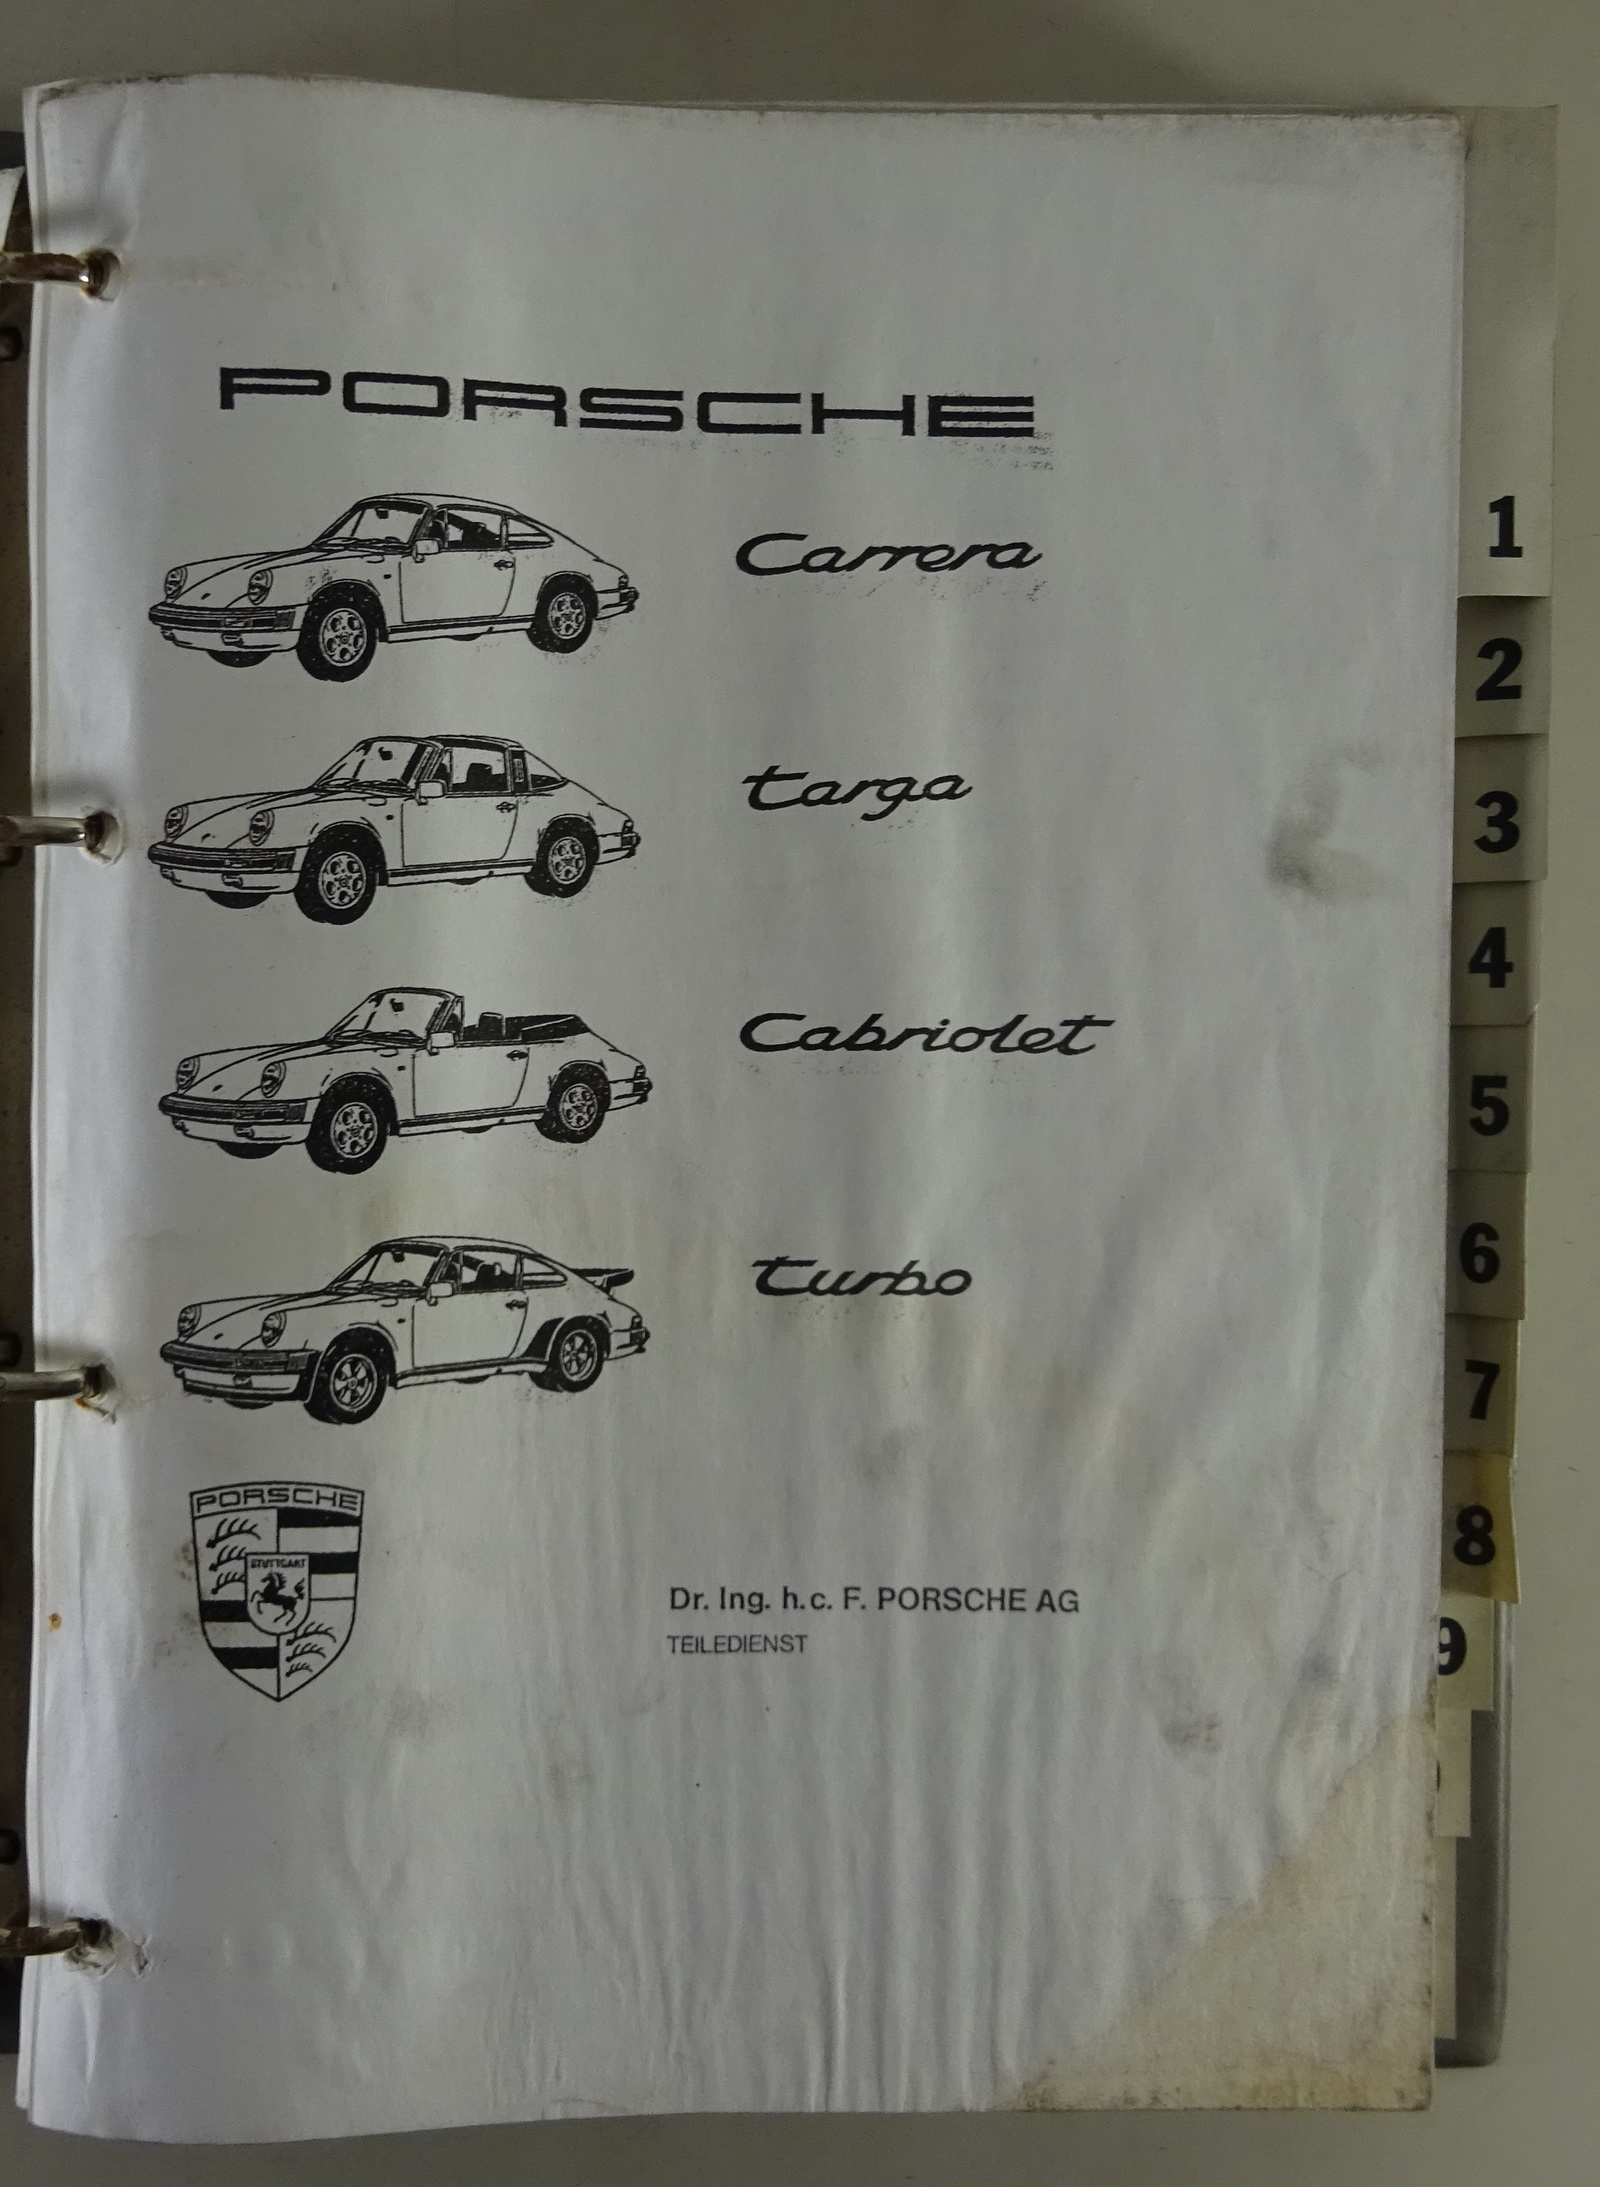 PORSCHE
Carrera
targa
Cabriolet
turbo
PORSCHE
STUTTGART
Dr. Ing. h.c. F. PORSCHE AG
TEILEDIENST
1
2
3
4
5
6
7
8
9